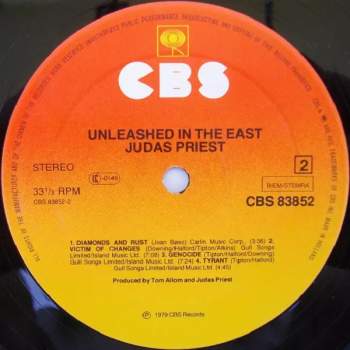 CBS
UNLEASHED IN THE EAST
JUDAS PRIEST
STEREO
33⅓ RPM
CBS 83852-2
2
BIEM/STEMRA
CBS 83852
1. DIAMONDS AND RUST (Joan Baez) Carlin Music Corp. (3:36) 2.
VICTIM OF CHANGES (Downing/Halford/Tipton/Atkins) Gull
Songs Limited/Island Music Ltd. (7:08) 3. GENOCIDE (Downing/Halford/Tipton)
Gull Songs Limited/Island Music Ltd. (7:24) 4. TYRANT (Tipton/Halford)
Gull Songs Limited/Island Music Ltd. (4:45)
Produced by Tom Allom and Judas Priest
℗ 1979 CBS Records